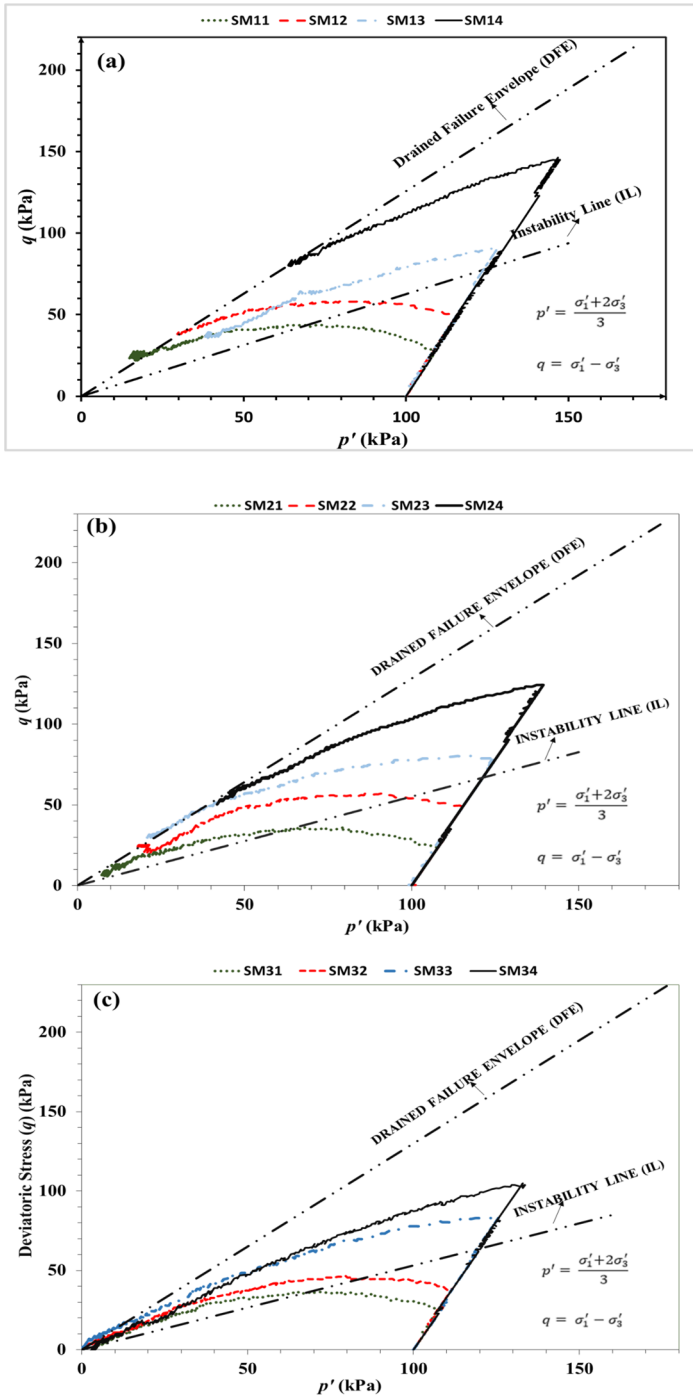 SM11 SM12 SM13 SM14
(a)
Drained Failure Envelope (DFE)
Instability Line (IL)
p′ = σ′₁+2σ′₃ / 3
q = σ′₁ − σ′₃
q (kPa)
200
150
100
50
0
0 50 100 150
p′ (kPa)
SM21 SM22 SM23 SM24
(b)
DRAINED FAILURE ENVELOPE (DFE)
INSTABILITY LINE (IL)
p′ = σ′₁+2σ′₃ / 3
q = σ′₁ − σ′₃
q (kPa)
200
150
100
50
0
0 50 100 150
p′ (kPa)
SM31 SM32 SM33 SM34
(c)
DRAINED FAILURE ENVELOPE (DFE)
INSTABILITY LINE (IL)
p′ = σ′₁+2σ′₃ / 3
q = σ′₁ − σ′₃
Deviatoric Stress (q) (kPa)
200
150
100
50
0
0 50 100 150
p′ (kPa)